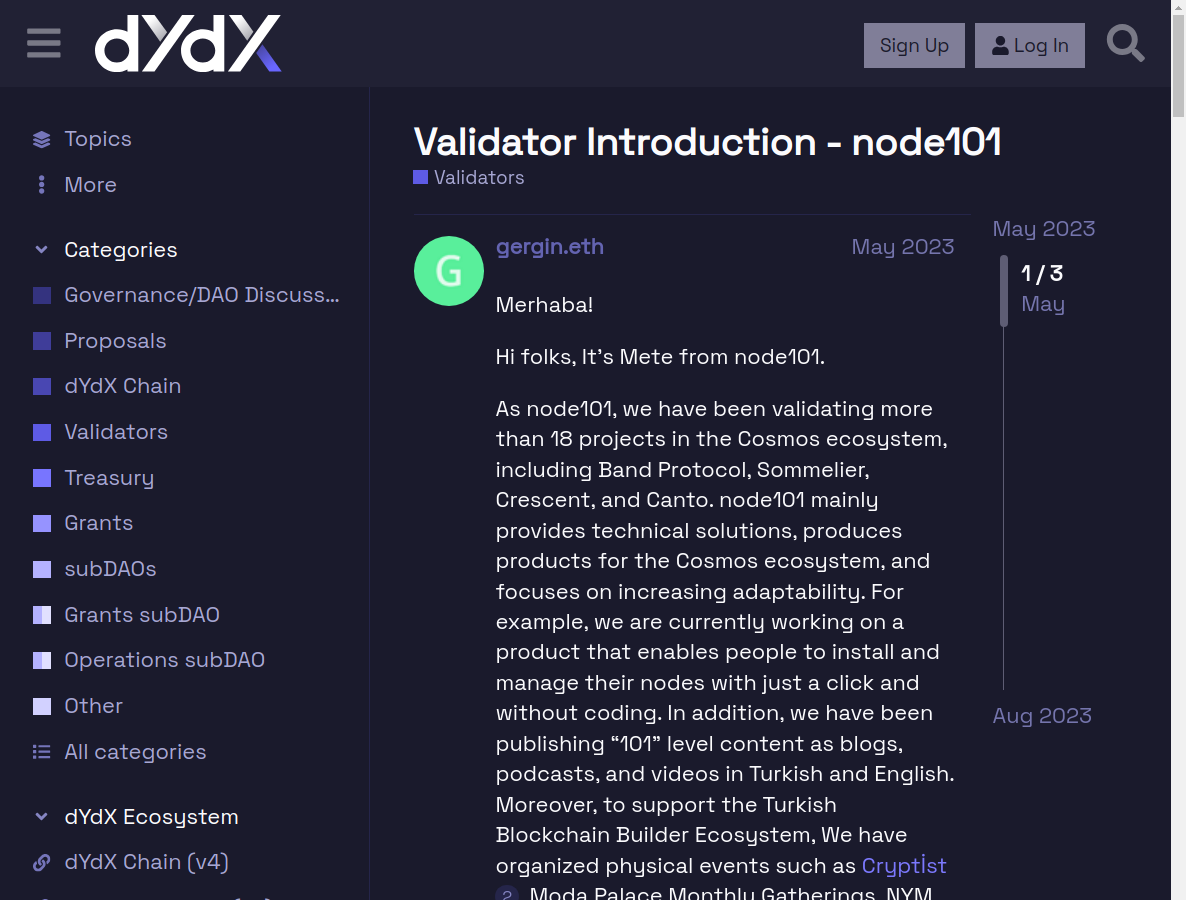 dYdX
Sign Up
Log In
Topics
More
Categories
Governance/DAO Discuss...
Proposals
dYdX Chain
Validators
Treasury
Grants
subDAOs
Grants subDAO
Operations subDAO
Other
All categories
dYdX Ecosystem
dYdX Chain (v4)
Validator Introduction - node101
Validators
G
gergin.eth
May 2023
Merhaba!
Hi folks, It’s Mete from node101.
As node101, we have been validating more
than 18 projects in the Cosmos ecosystem,
including Band Protocol, Sommelier,
Crescent, and Canto. node101 mainly
provides technical solutions, produces
products for the Cosmos ecosystem, and
focuses on increasing adaptability. For
example, we are currently working on a
product that enables people to install and
manage their nodes with just a click and
without coding. In addition, we have been
publishing “101” level content as blogs,
podcasts, and videos in Turkish and English.
Moreover, to support the Turkish
Blockchain Builder Ecosystem, We have
organized physical events such as Cryptİst
2 , Moda Palace Monthly Gatherings, NYM
May 2023
1 / 3
May
Aug 2023